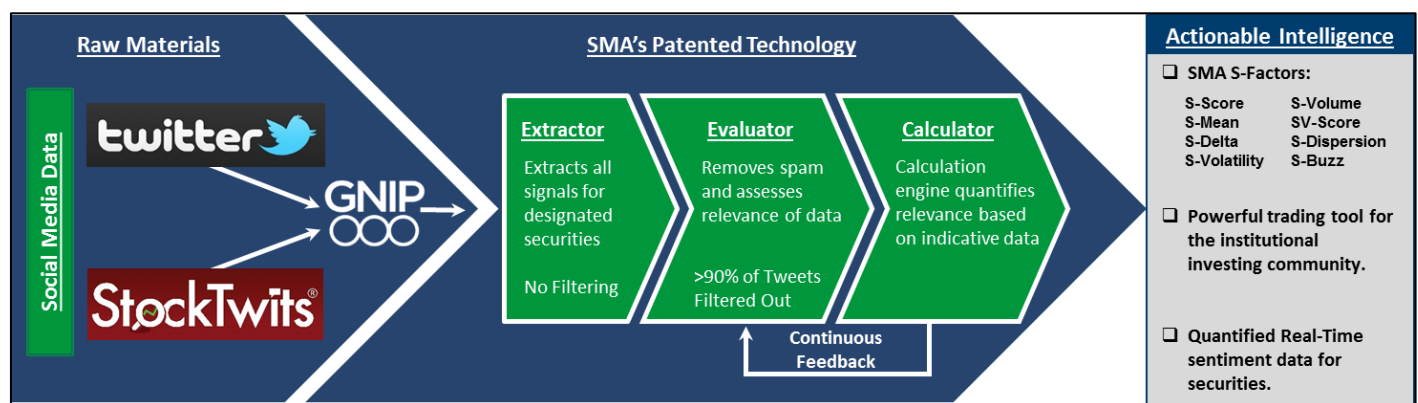 Raw Materials
Social Media Data
twitter
GNIP
StockTwits®
SMA's Patented Technology
Extractor
Extracts all
signals for
designated
securities
No Filtering
Evaluator
Removes spam
and assesses
relevance of data
>90% of Tweets
Filtered Out
Calculator
Calculation
engine quantifies
relevance based
on indicative data
Continuous
Feedback
Actionable Intelligence
❑ SMA S-Factors:
S-Score S-Volume
S-Mean SV-Score
S-Delta S-Dispersion
S-Volatility S-Buzz
❑ Powerful trading tool for
the institutional
investing community.
❑ Quantified Real-Time
sentiment data for
securities.